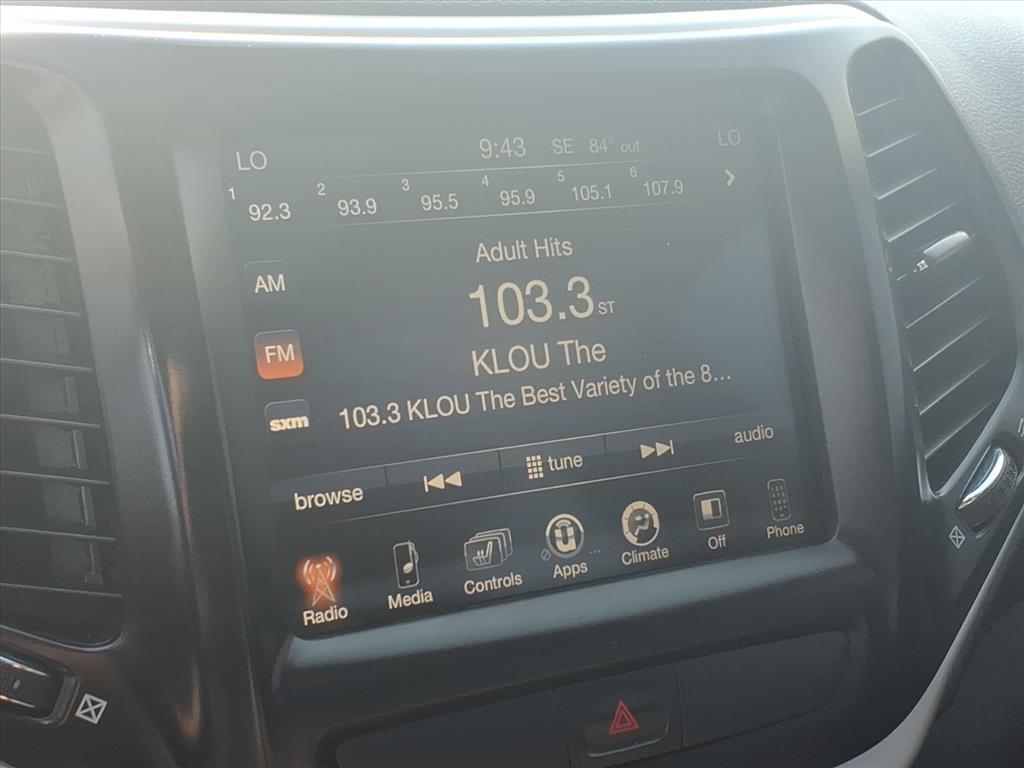 LO 9:43 SE 84° out. LO
1 92.3 2 93.9 3 95.5 4 95.9 5 105.1 6 107.9
Adult Hits
AM
103.3 ST
FM
KLOU The
sxm
103.3 KLOU The Best Variety of the 8...
browse tune audio
Radio Media Controls Apps Climate Off Phone